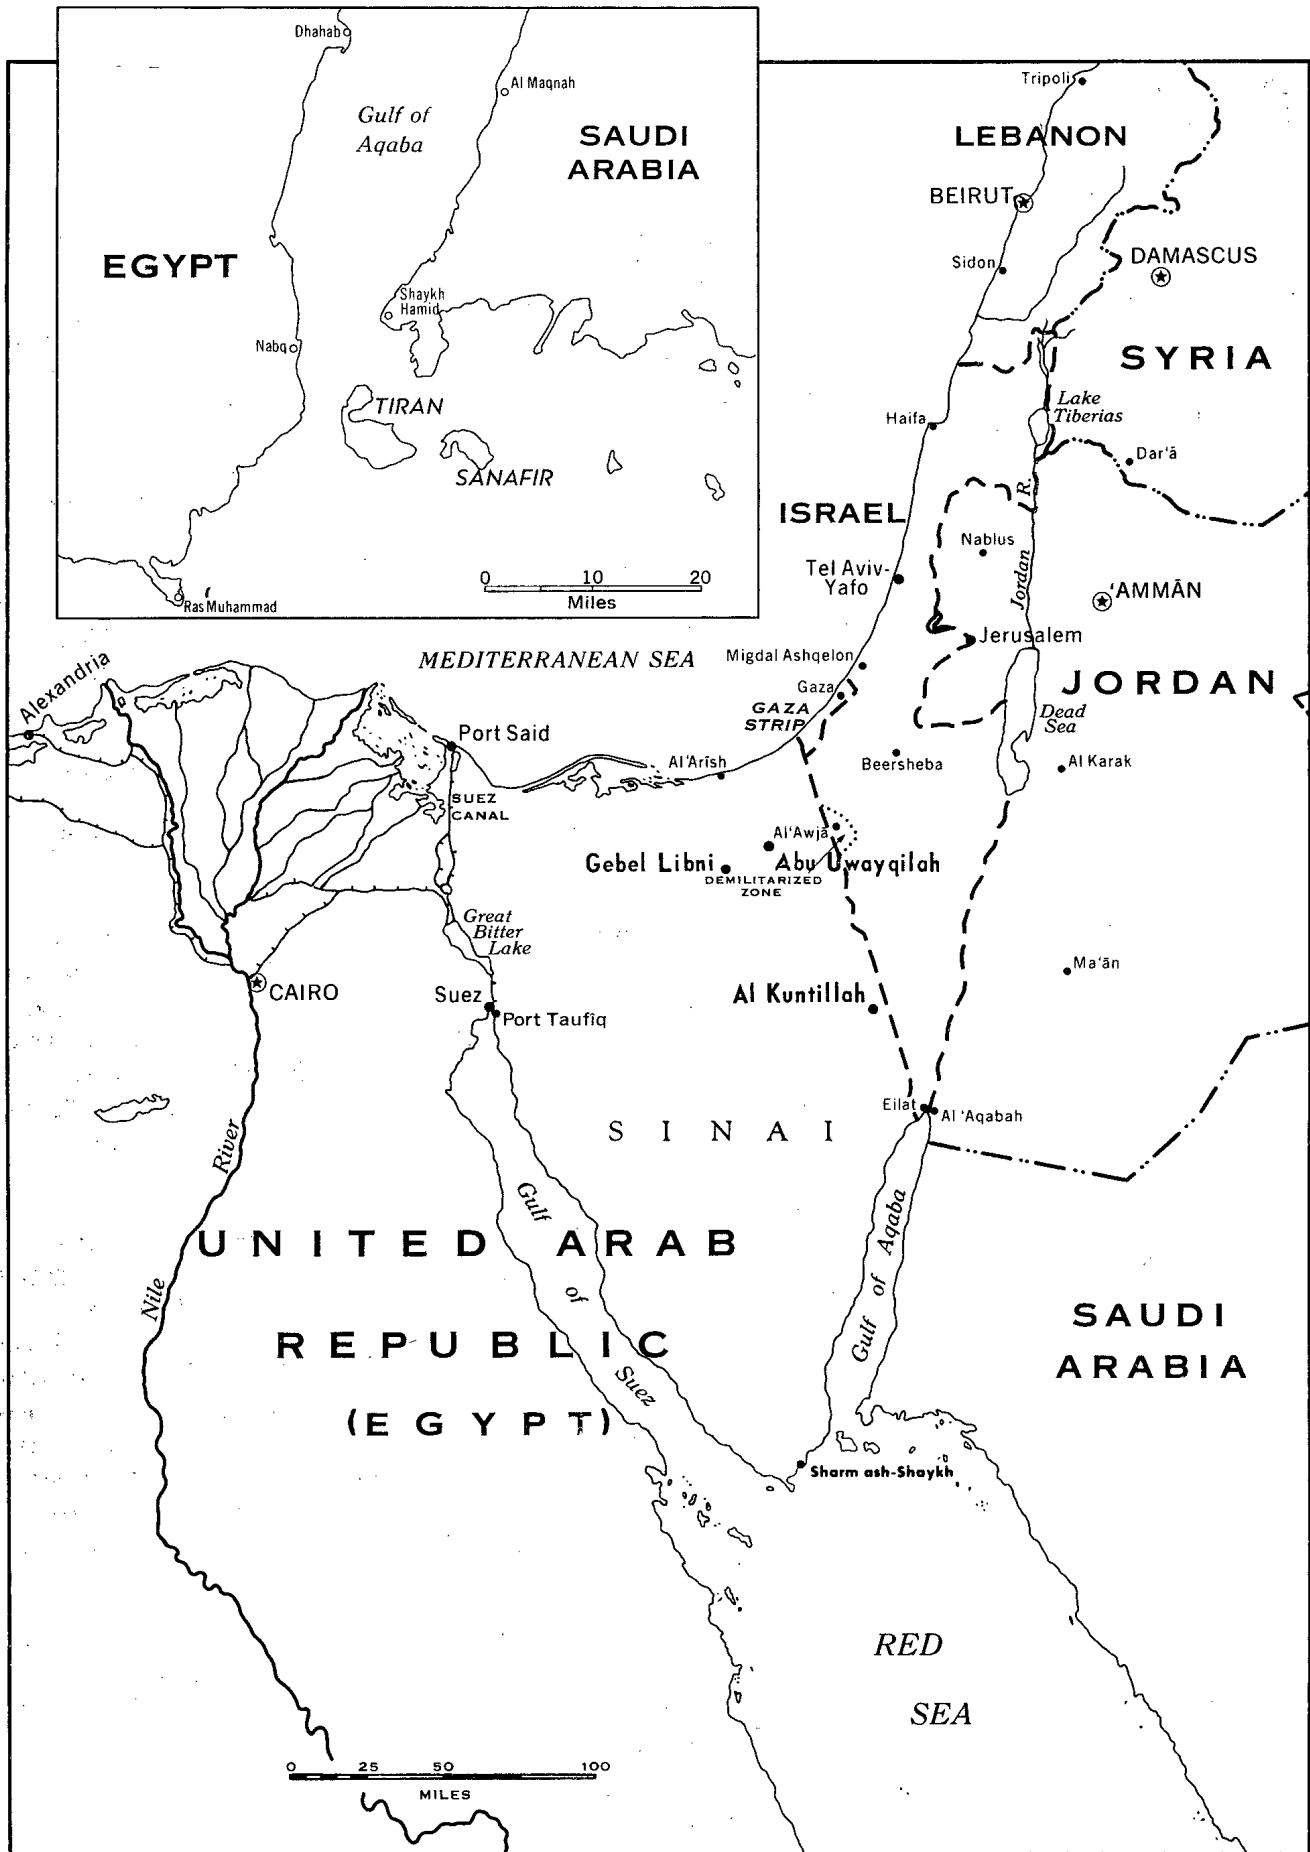 Dhahab
Al Maqnah
Gulf of
Aqaba
SAUDI
ARABIA
EGYPT
Shaykh
Hamid
Nabq
TIRAN
SANAFIR
0 10 20
Miles
Ras Muhammad
Tripoli
LEBANON
BEIRUT
Sidon
DAMASCUS
SYRIA
Lake
Tiberias
Haifa
Dar'ā
ISRAEL
Nablus
Jordan R.
Tel Aviv-
Yafo
'AMMĀN
Jerusalem
MEDITERRANEAN SEA
Migdal Ashqelon
Gaza
GAZA
STRIP
JORDAN
Dead
Sea
Alexandria
Port Said
Al 'Arīsh
Beersheba
Al Karak
SUEZ
CANAL
Al 'Awjā
Gebel Libni
Abu Uwayqilah
DEMILITARIZED
ZONE
Great
Bitter
Lake
CAIRO
Suez
Port Taufīq
Al Kuntillah
Ma'ān
Eilat
Al 'Aqabah
SINAI
Nile River
UNITED ARAB
REPUBLIC
(EGYPT)
Gulf of Suez
Gulf of Aqaba
SAUDI
ARABIA
Sharm ash-Shaykh
RED
SEA
0 25 50 100
MILES